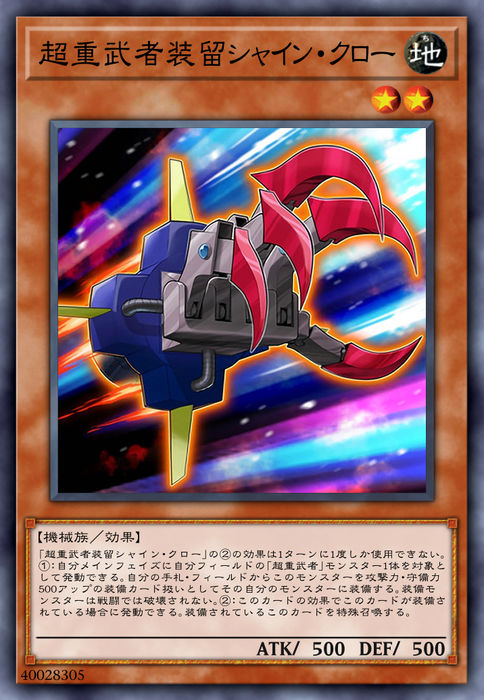 超重武者装留シャイン・クロー
地
【機械族／効果】
「超重武者装留シャイン・クロー」の②の効果は1ターンに1度しか使用できない。
①：自分メインフェイズに自分フィールドの「超重武者」モンスター1体を対象と
して発動できる。自分の手札・フィールドからこのモンスターを攻撃力・守備力
500アップの装備カード扱いとしてその自分のモンスターに装備する。装備モ
ンスターは戦闘では破壊されない。②：このカードの効果でこのカードが装備さ
れている場合に発動できる。装備されているこのカードを特殊召喚する。
ATK/ 500 DEF/ 500
40028305